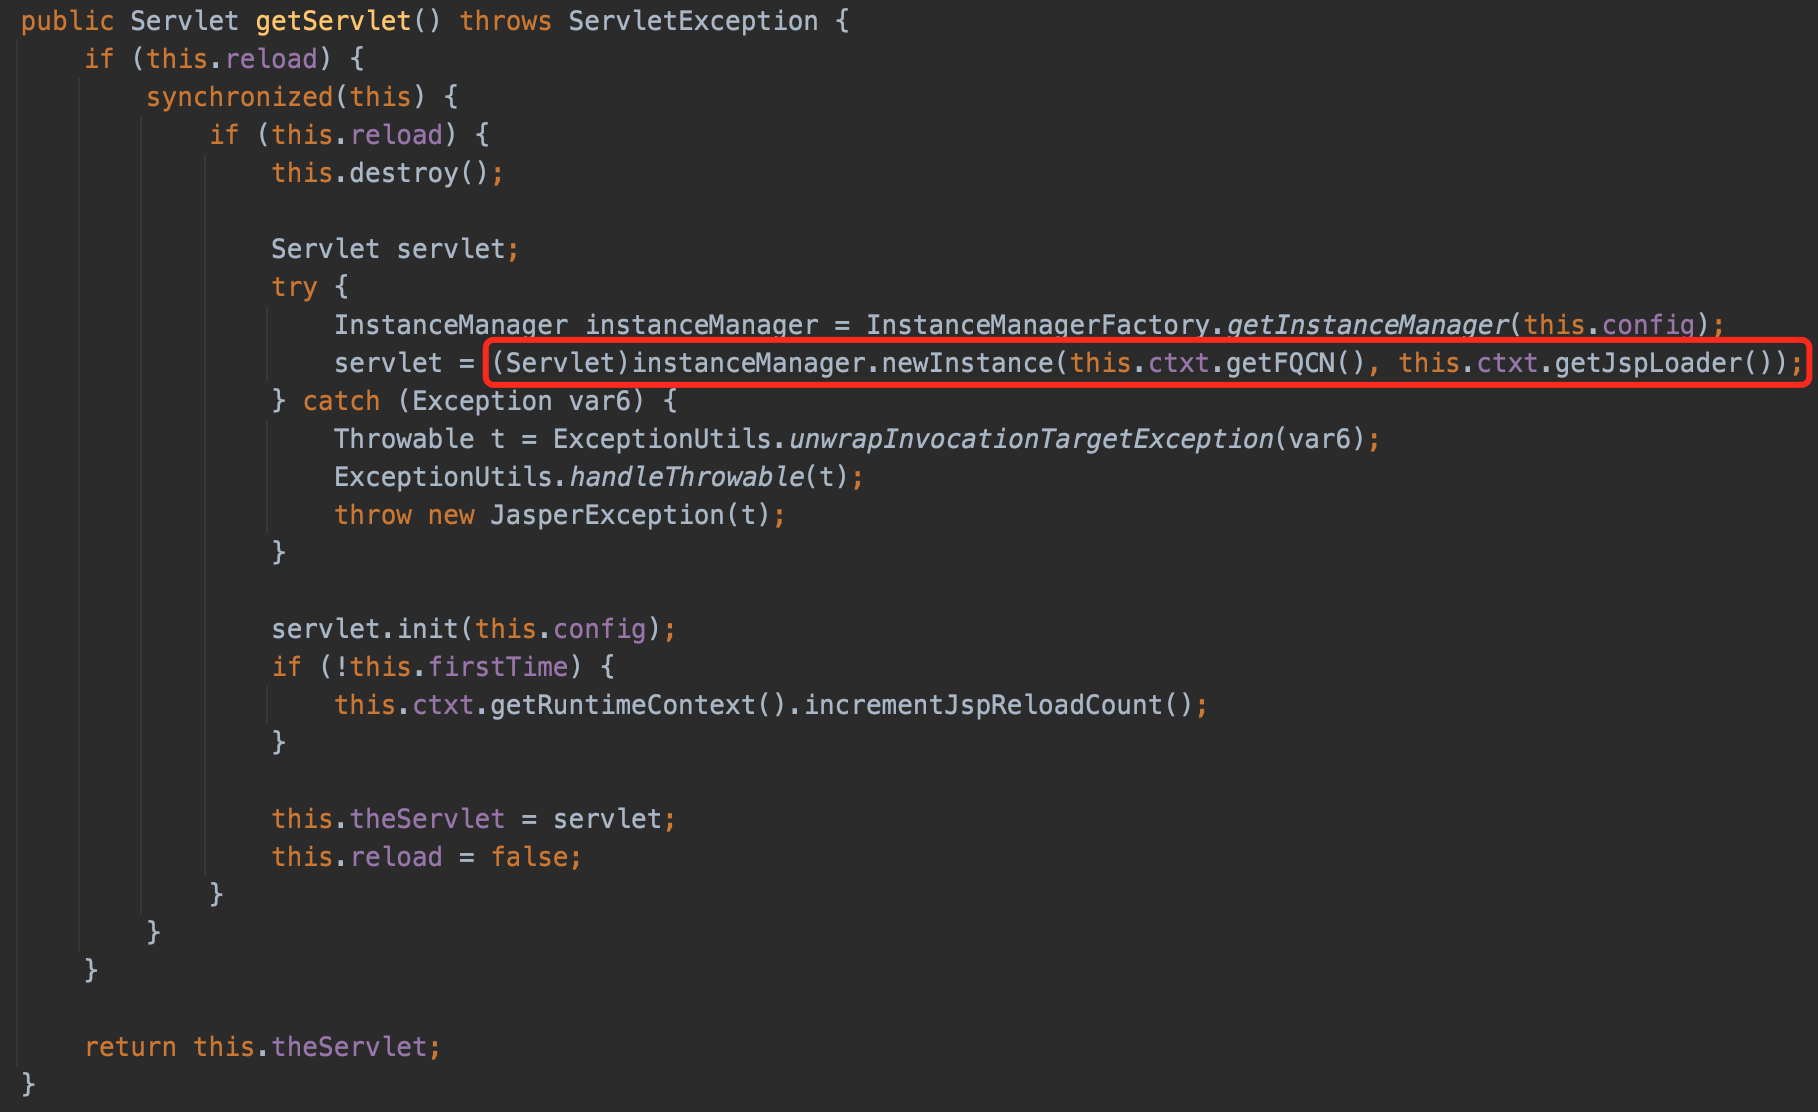 public Servlet getServlet() throws ServletException {
    if (this.reload) {
        synchronized(this) {
            if (this.reload) {
                this.destroy();

                Servlet servlet;
                try {
                    InstanceManager instanceManager = InstanceManagerFactory.getInstanceManager(this.config);
                    servlet = (Servlet)instanceManager.newInstance(this.ctxt.getFQCN(), this.ctxt.getJspLoader());
                } catch (Exception var6) {
                    Throwable t = ExceptionUtils.unwrapInvocationTargetException(var6);
                    ExceptionUtils.handleThrowable(t);
                    throw new JasperException(t);
                }

                servlet.init(this.config);
                if (!this.firstTime) {
                    this.ctxt.getRuntimeContext().incrementJspReloadCount();
                }

                this.theServlet = servlet;
                this.reload = false;
            }
        }
    }

    return this.theServlet;
}